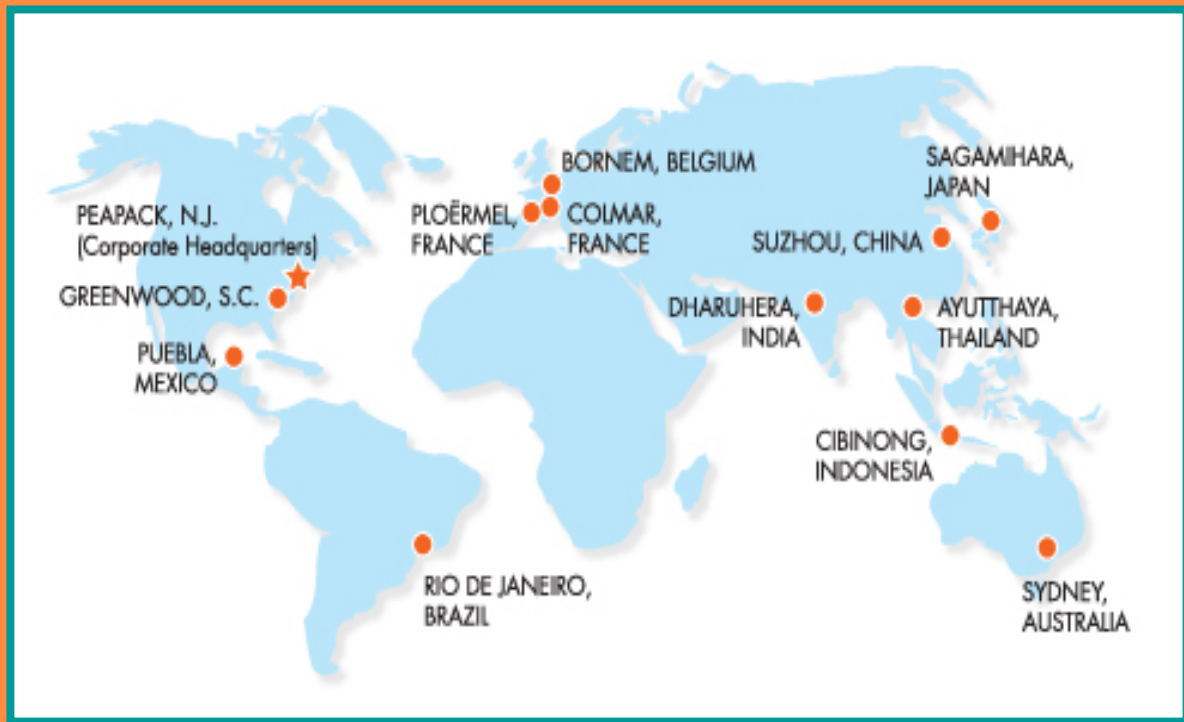 BORNEM, BELGIUM
SAGAMIHARA,
JAPAN
PEAPACK, N.J.
(Corporate Headquarters)
PLOËRMEL,
FRANCE
COLMAR,
FRANCE
SUZHOU, CHINA
GREENWOOD, S.C.
DHARUHERA,
INDIA
AYUTTHAYA,
THAILAND
PUEBLA,
MEXICO
CIBINONG,
INDONESIA
RIO DE JANEIRO,
BRAZIL
SYDNEY,
AUSTRALIA